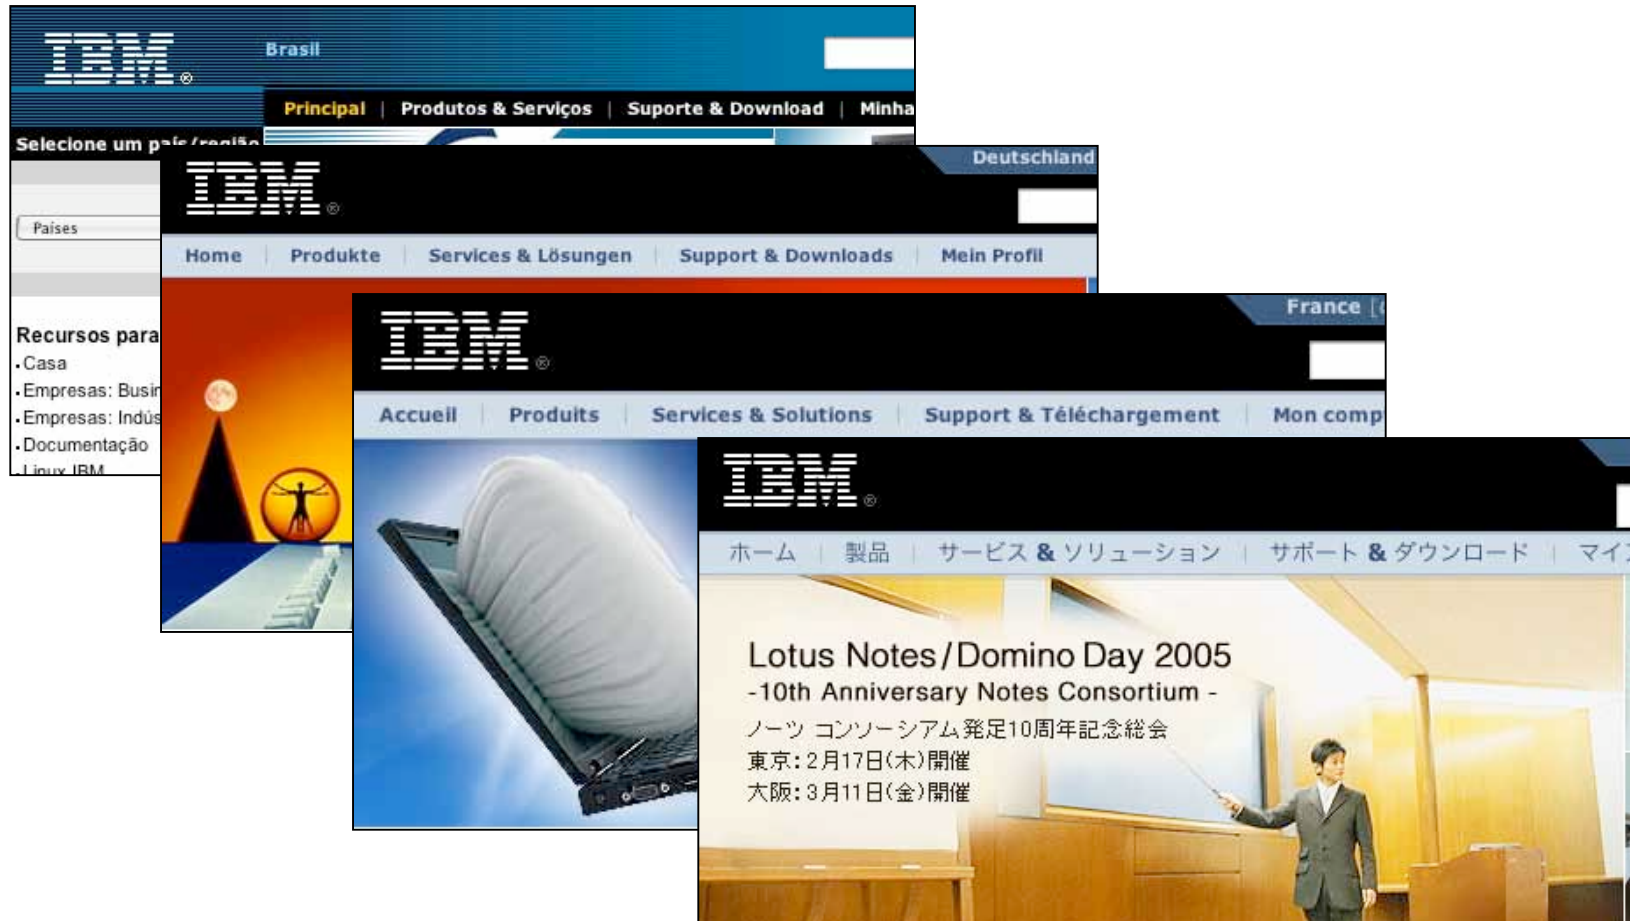 IBM®
Brasil
Principal | Produtos & Serviços | Suporte & Download | Minha
Selecione um país/região
Países
Recursos para
Casa
Empresas:
Empresas:
Documentação
Linux IBM
IBM®
Deutschland
Home | Produkte | Services & Lösungen | Support & Downloads | Mein Profil
IBM®
France
Accueil | Produits | Services & Solutions | Support & Téléchargement | Mon
IBM®
ホーム | 製品 | サービス & ソリューション | サポート & ダウンロード | マイ
Lotus Notes/Domino Day 2005
-10th Anniversary Notes Consortium -
ノーツ コンソーシアム発足10周年記念総会
東京: 2月17日(木)開催
大阪: 3月11日(金)開催